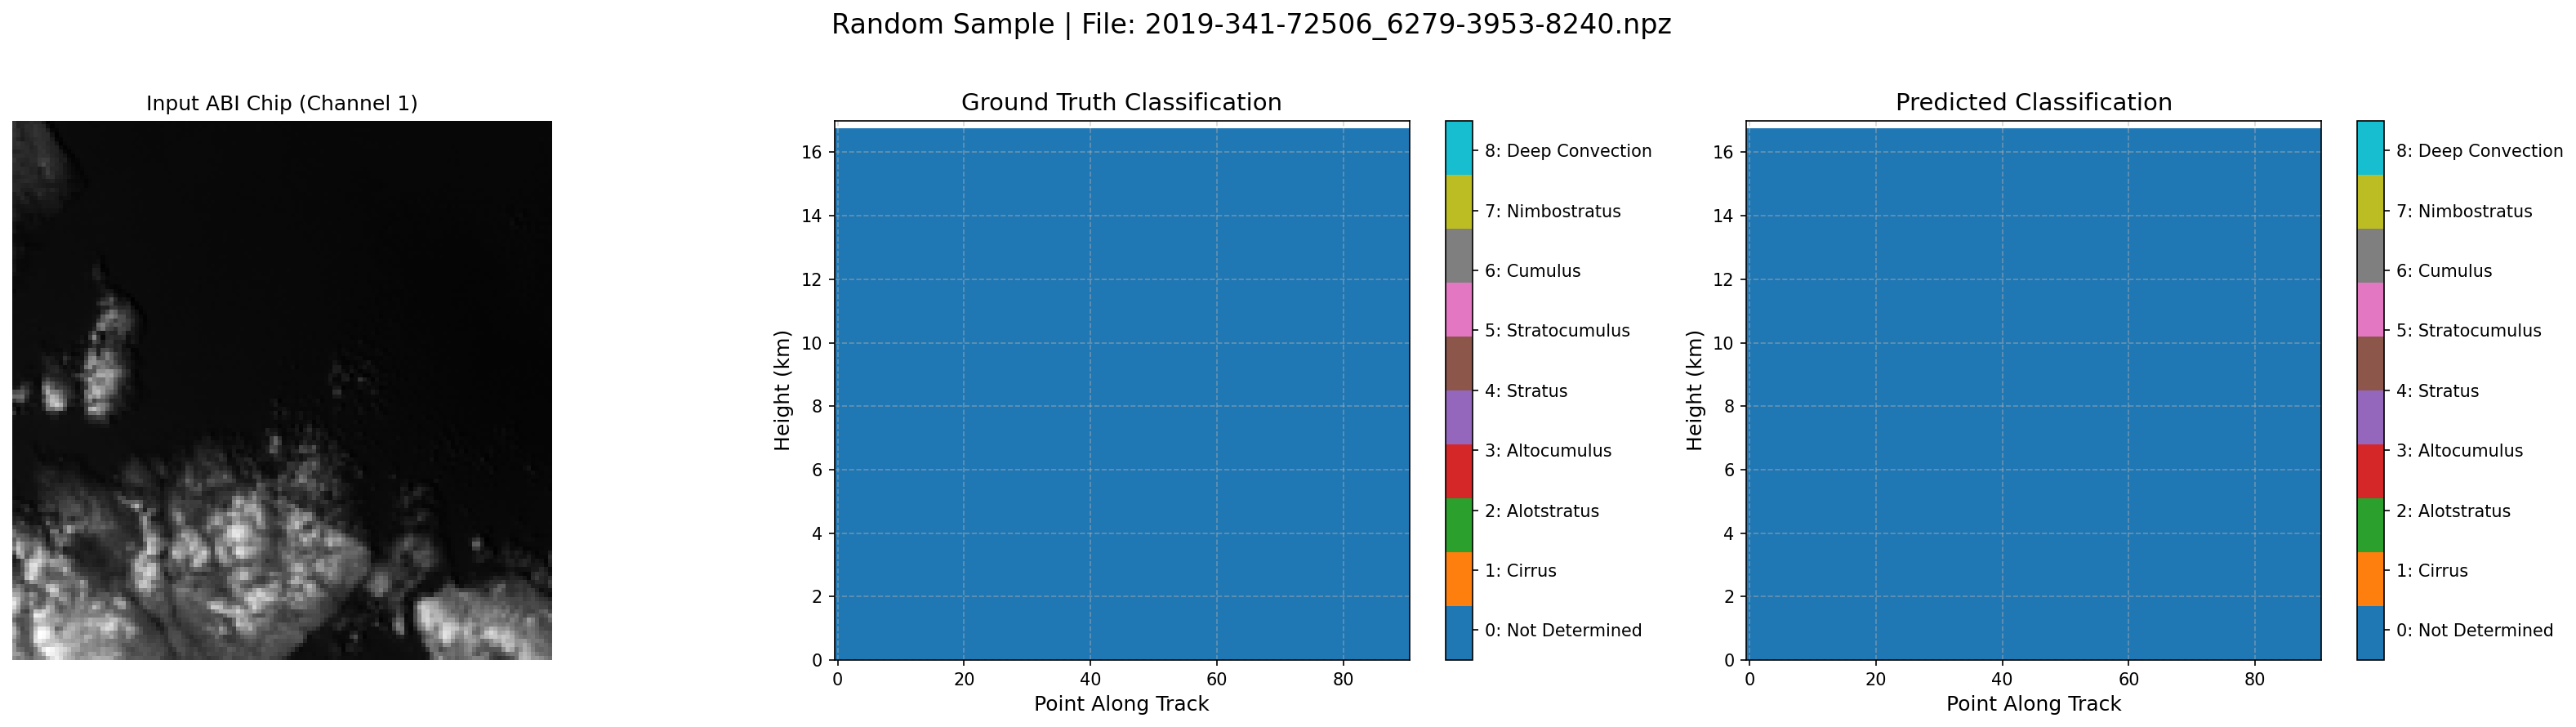 Random Sample | File: 2019-341-72506_6279-3953-8240.npz
Input ABI Chip (Channel 1)
Ground Truth Classification
Height (km)
16
14
12
10
8
6
4
2
0
0 20 40 60 80
Point Along Track
8: Deep Convection
7: Nimbostratus
6: Cumulus
5: Stratocumulus
4: Stratus
3: Altocumulus
2: Alotstratus
1: Cirrus
0: Not Determined
Predicted Classification
Height (km)
16
14
12
10
8
6
4
2
0
0 20 40 60 80
Point Along Track
8: Deep Convection
7: Nimbostratus
6: Cumulus
5: Stratocumulus
4: Stratus
3: Altocumulus
2: Alotstratus
1: Cirrus
0: Not Determined